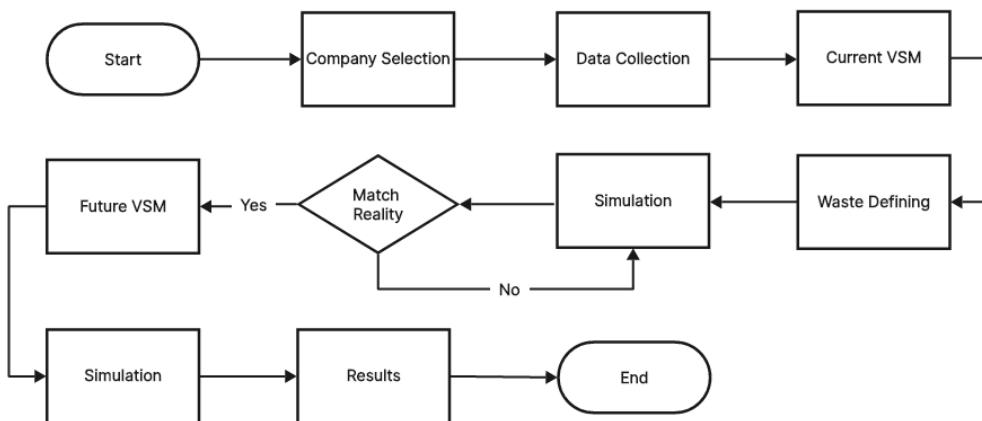 Start
Company Selection
Data Collection
Current VSM
Waste Defining
Simulation
Match
Reality
No
Yes
Future VSM
Simulation
Results
End